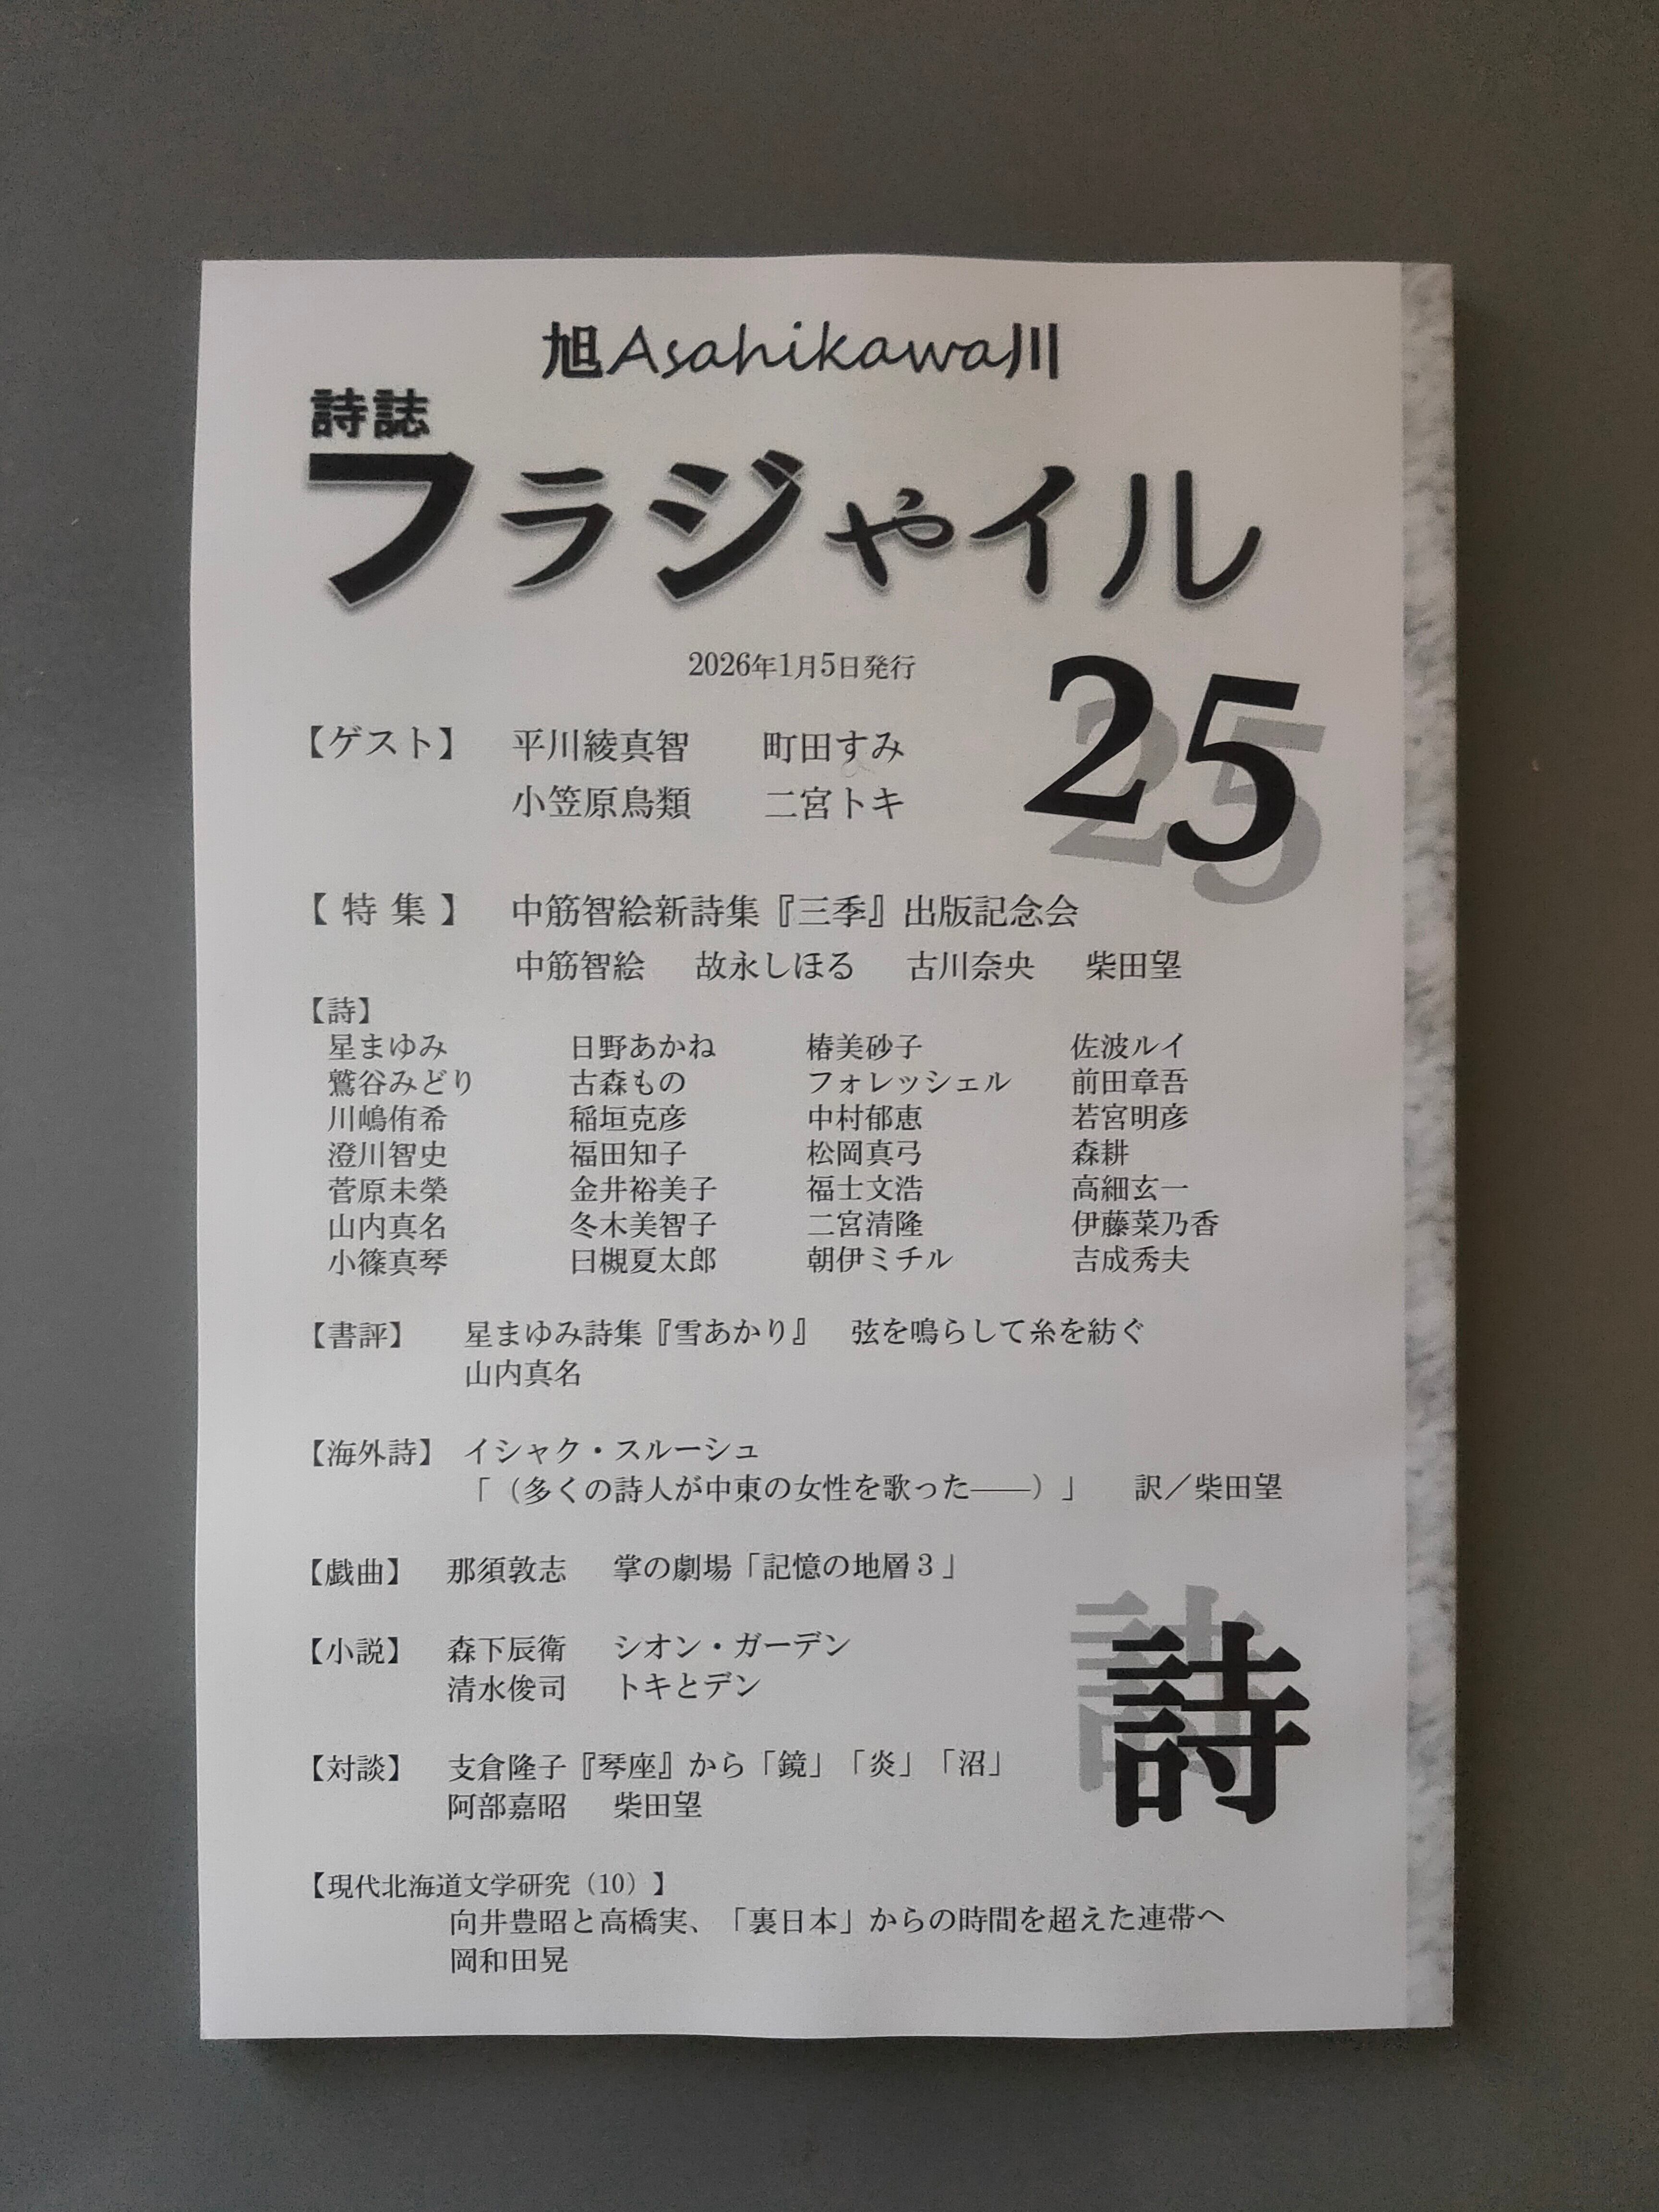 旭Asahikawa川
詩誌
フラジャイル
2026年1月5日発行
25
【ゲスト】 平川綾真智 町田すみ
小笠原鳥類 二宮トキ
【特集】 中筋智絵新詩集『三季』出版記念会
中筋智絵 故永しほる 古川奈央 柴田望
【詩】
星まゆみ 日野あかね 椿美砂子 佐波ルイ
鷲谷みどり 古森もの フォレッシェル 前田章吾
川嶋侑希 稲垣克彦 中村郁恵 若宮明彦
澄川智史 福田知子 松岡真弓 森耕
菅原未榮 金井裕美子 福士文浩 高細玄一
山内真名 冬木美智子 二宮清隆 伊藤菜乃香
小篠真琴 日槻夏太郎 朝伊ミチル 吉成秀夫
【書評】 星まゆみ詩集『雪あかり』 弦を鳴らして糸を紡ぐ
山内真名
【海外詩】 イシャク・スルーシュ
「（多くの詩人が中東の女性を歌った――）」 訳／柴田望
【戯曲】 那須敦志 掌の劇場「記憶の地層３」
【小説】 森下辰衛 シオン・ガーデン
清水俊司 トキとデン
詩
【対談】 支倉隆子『琴座』から「鏡」「炎」「沼」
阿部嘉昭 柴田望
【現代北海道文学研究（10）】
向井豊昭と高橋実、「裏日本」からの時間を超えた連帯へ
岡和田晃